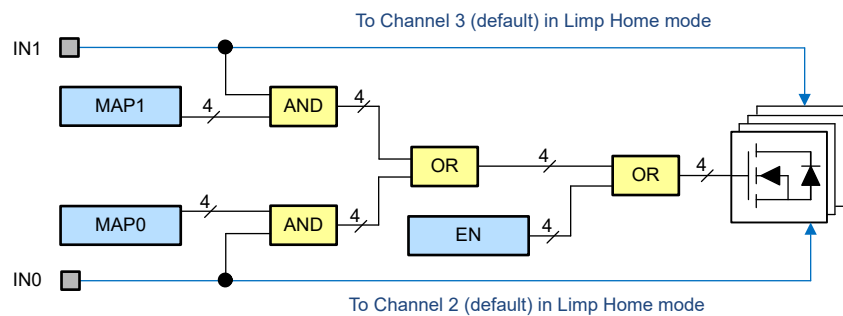 To Channel 3 (default) in Limp Home mode
IN1
MAP1
4
AND
4
OR
4
OR
4
MAP0
4
AND
4
EN
4
IN0
To Channel 2 (default) in Limp Home mode